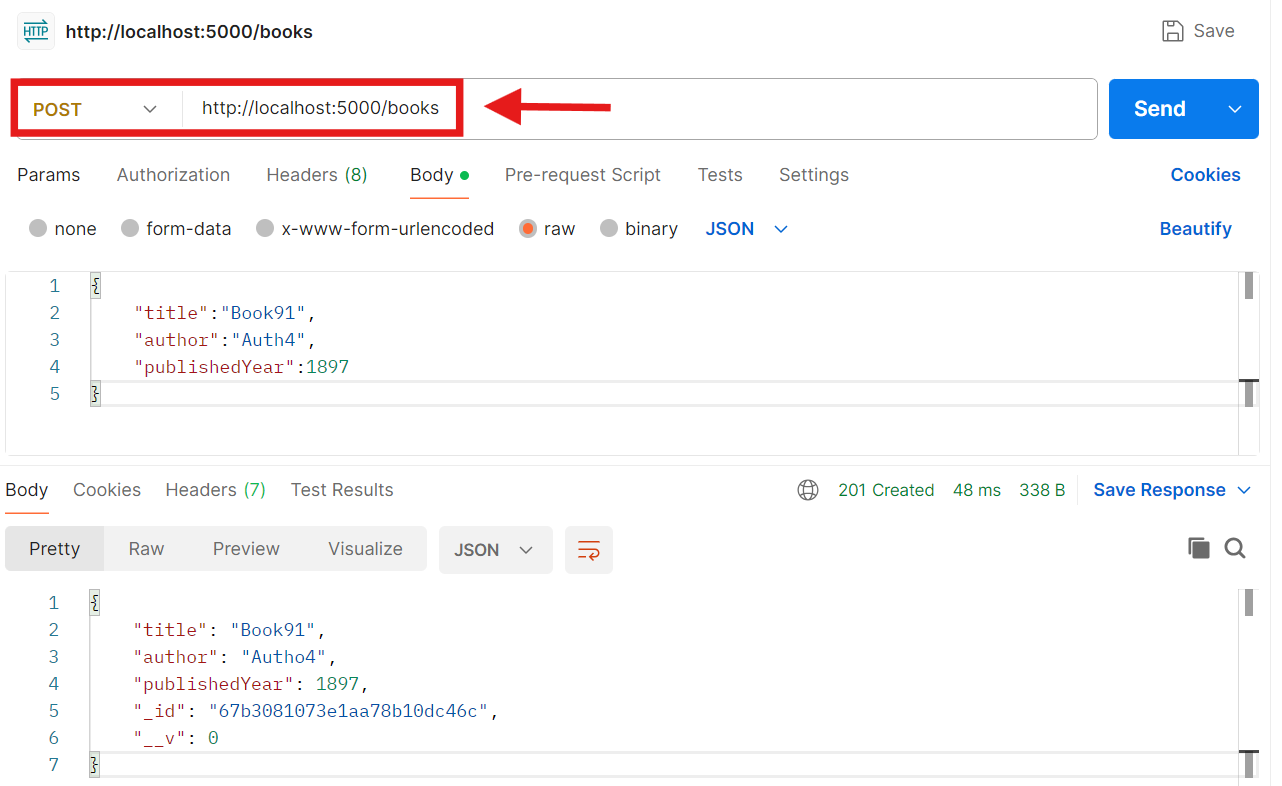 HTTP http://localhost:5000/books Save
POST http://localhost:5000/books Send
Params Authorization Headers (8) Body Pre-request Script Tests Settings Cookies
none form-data x-www-form-urlencoded raw binary JSON Beautify
1 {
2 "title":"Book91",
3 "author":"Auth4",
4 "publishedYear":1897
5 }
Body Cookies Headers (7) Test Results 201 Created 48 ms 338 B Save Response
Pretty Raw Preview Visualize JSON
1 {
2 "title": "Book91",
3 "author": "Autho4",
4 "publishedYear": 1897,
5 "_id": "67b3081073e1aa78b10dc46c",
6 "__v": 0
7 }